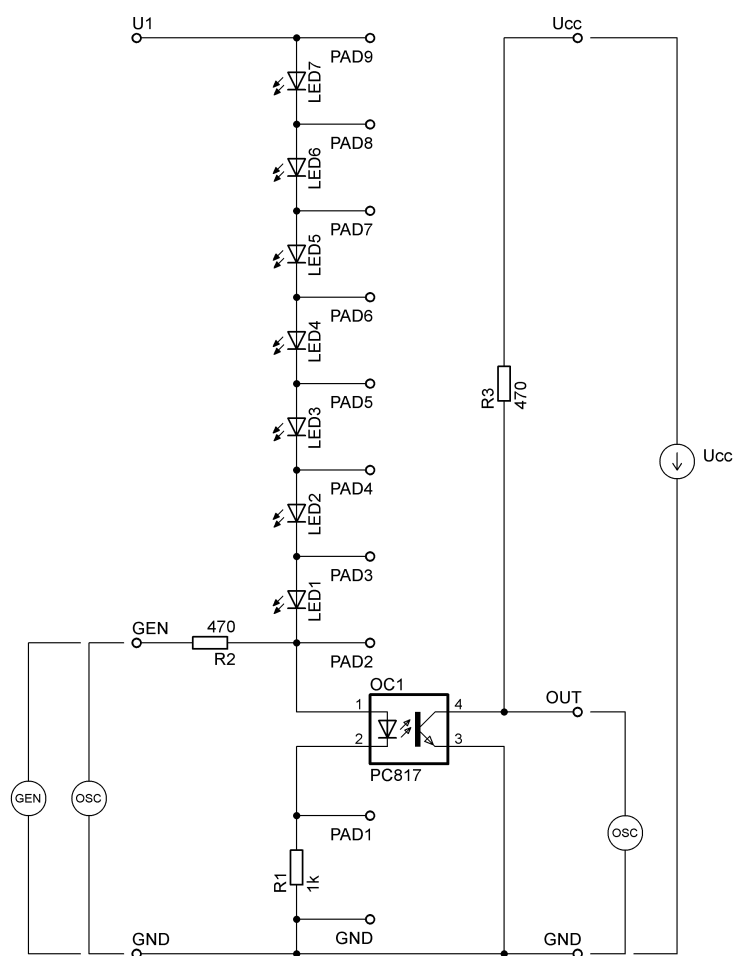 U1
Ucc
PAD9
LED7
PAD8
LED6
PAD7
LED5
PAD6
LED4
PAD5
R3
470
LED3
PAD4
Ucc
LED2
PAD3
LED1
GEN
470
R2
PAD2
OC1
1
4
OUT
2
3
PC817
GEN
OSC
PAD1
OSC
R1
1k
GND
GND
GND